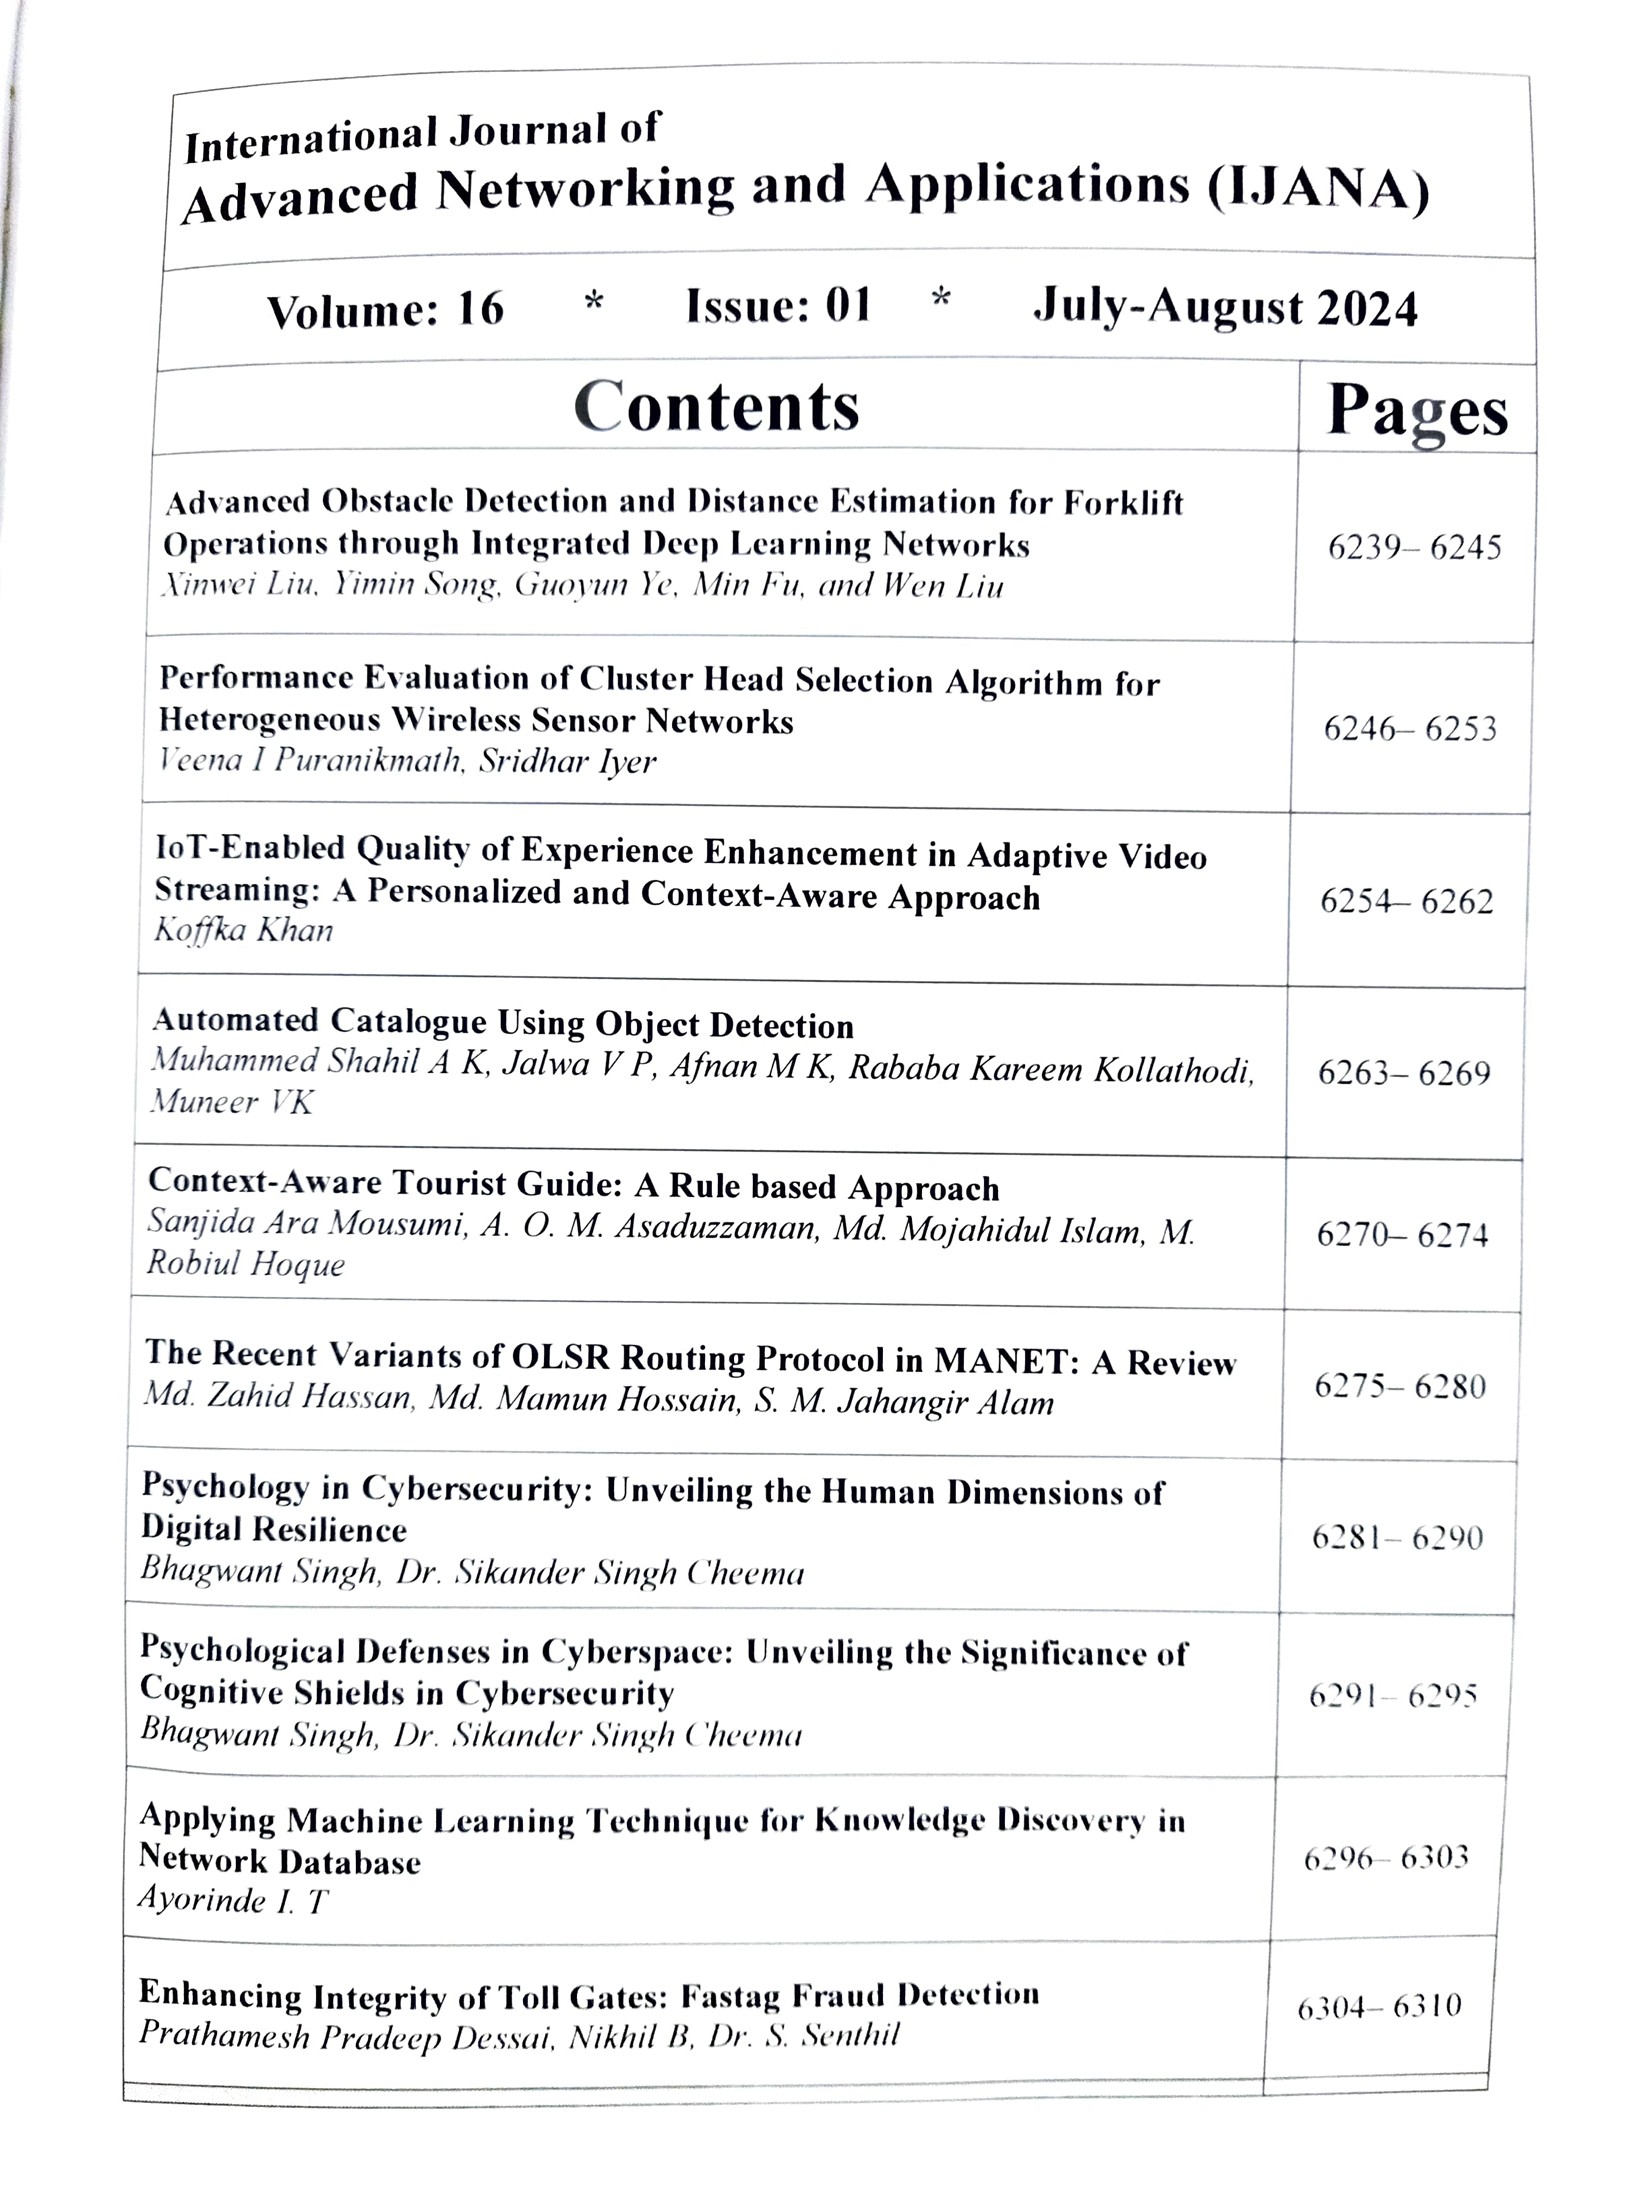 International Journal of
Advanced Networking and Applications (IJANA)
Volume: 16 * Issue: 01 * July-August 2024
Contents Pages
Advanced Obstacle Detection and Distance Estimation for Forklift
Operations through Integrated Deep Learning Networks
Xinwei Liu, Yimin Song, Guoyun Ye, Min Fu, and Wen Liu
6239– 6245
Performance Evaluation of Cluster Head Selection Algorithm for
Heterogeneous Wireless Sensor Networks
Veena I Puranikmath, Sridhar Iyer
6246– 6253
IoT-Enabled Quality of Experience Enhancement in Adaptive Video
Streaming: A Personalized and Context-Aware Approach
Koffka Khan
6254– 6262
Automated Catalogue Using Object Detection
Muhammed Shahil A K, Jalwa V P, Afnan M K, Rababa Kareem Kollathodi,
Muneer VK
6263– 6269
Context-Aware Tourist Guide: A Rule based Approach
Sanjida Ara Mousumi, A. O. M. Asaduzzaman, Md. Mojahidul Islam, M.
Robiul Hoque
6270– 6274
The Recent Variants of OLSR Routing Protocol in MANET: A Review
Md. Zahid Hassan, Md. Mamun Hossain, S. M. Jahangir Alam
6275– 6280
Psychology in Cybersecurity: Unveiling the Human Dimensions of
Digital Resilience
Bhagwant Singh, Dr. Sikander Singh Cheema
6281– 6290
Psychological Defenses in Cyberspace: Unveiling the Significance of
Cognitive Shields in Cybersecurity
Bhagwant Singh, Dr. Sikander Singh Cheema
6291– 6295
Applying Machine Learning Technique for Knowledge Discovery in
Network Database
Ayorinde I. T
6296– 6303
Enhancing Integrity of Toll Gates: Fastag Fraud Detection
Prathamesh Pradeep Dessai, Nikhil B, Dr. S. Senthil
6304– 6310